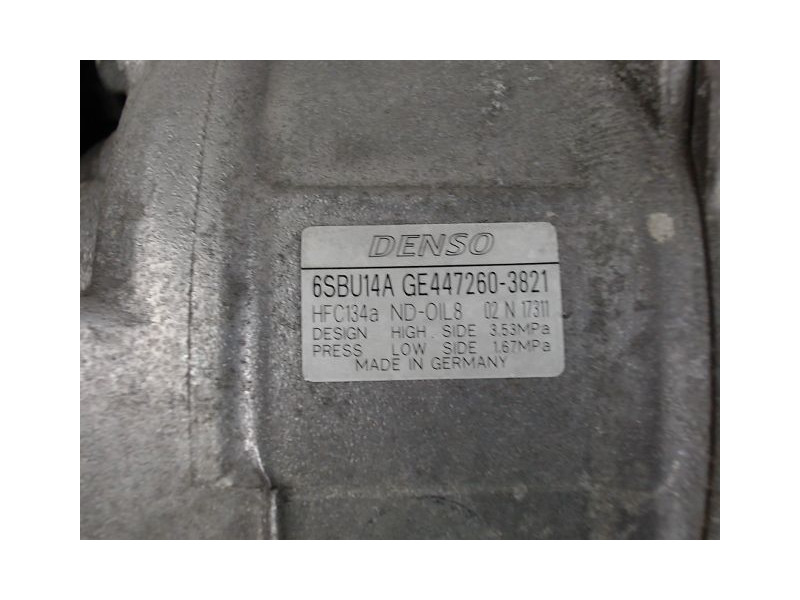 DENSO
6SBU14A GE447260-3821
HFC134a ND-OIL8 02 N 17311
DESIGN HIGH. SIDE 3.53MPa
PRESS LOW SIDE 1.67MPa
MADE IN GERMANY